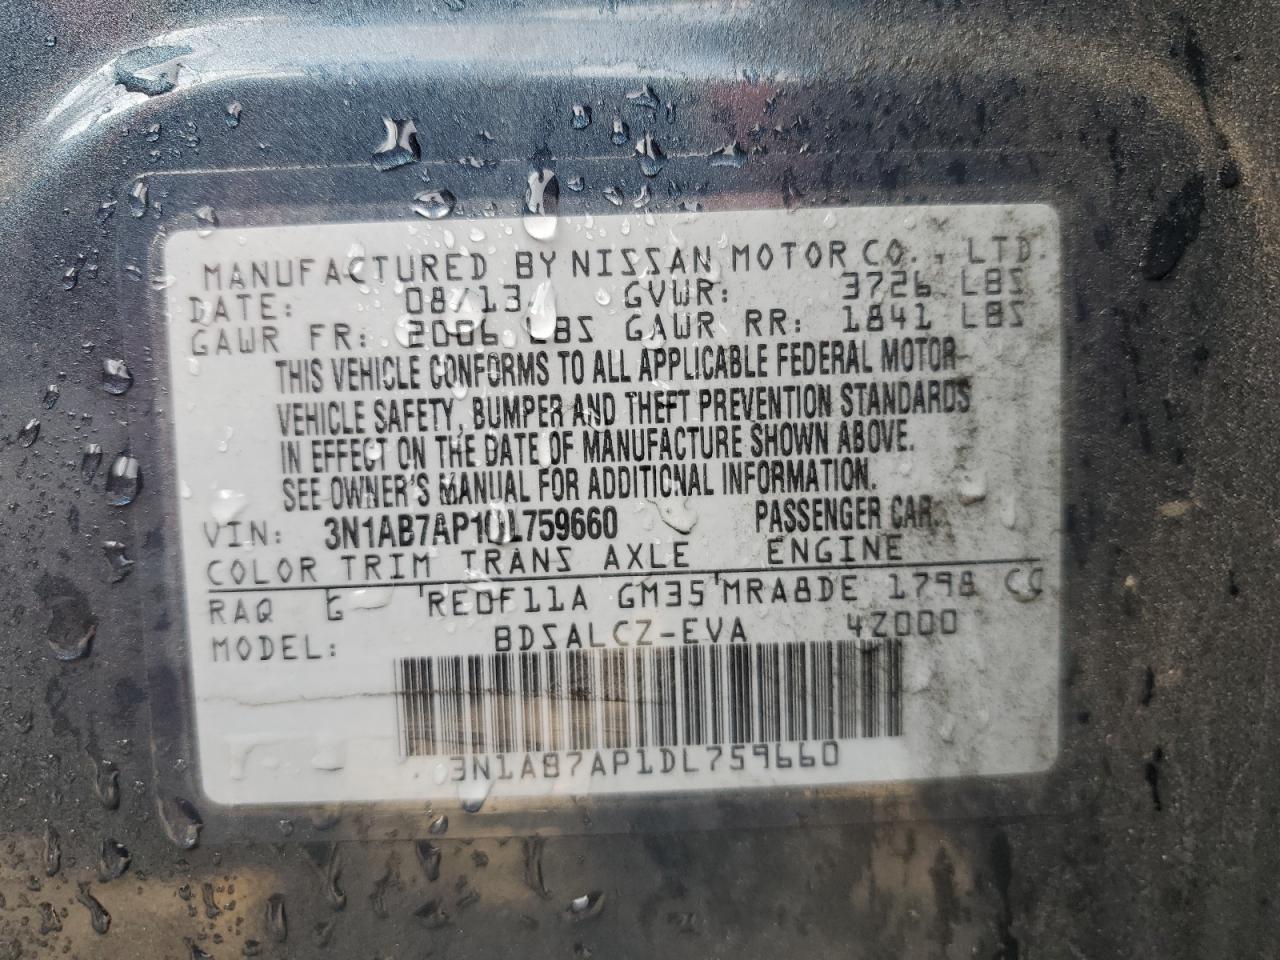 MANUFACTURED BY NISSAN MOTOR CO., LTD.
DATE: 08/13 GVWR: 3726 LBS
GAWR FR: 2006 LBS GAWR RR: 1841 LBS
THIS VEHICLE CONFORMS TO ALL APPLICABLE FEDERAL MOTOR
VEHICLE SAFETY, BUMPER AND THEFT PREVENTION STANDARDS
IN EFFECT ON THE DATE OF MANUFACTURE SHOWN ABOVE.
SEE OWNER'S MANUAL FOR ADDITIONAL INFORMATION.
VIN: 3N1AB7AP1DL759660 PASSENGER CAR
COLOR TRIM TRANS AXLE ENGINE
RAQ G RE0F11A GM35 MRA8DE 1798 CC
MODEL: BDSALCZ-EVA 4Z000
3N1AB7AP1DL759660